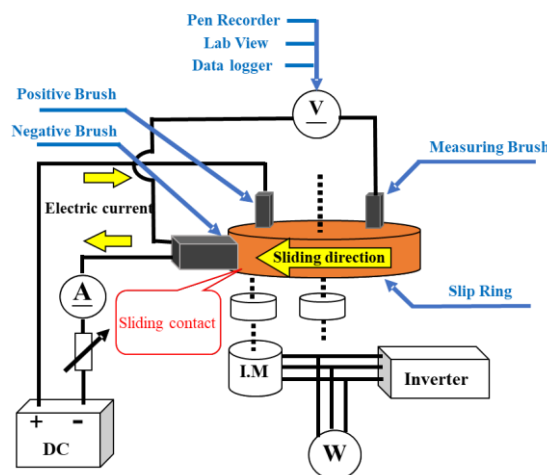 Pen Recorder
Lab View
Data logger
Positive Brush
V
Negative Brush
Measuring Brush
Electric current
Sliding direction
A
Slip Ring
Sliding contact
I.M
Inverter
+ -
DC
W